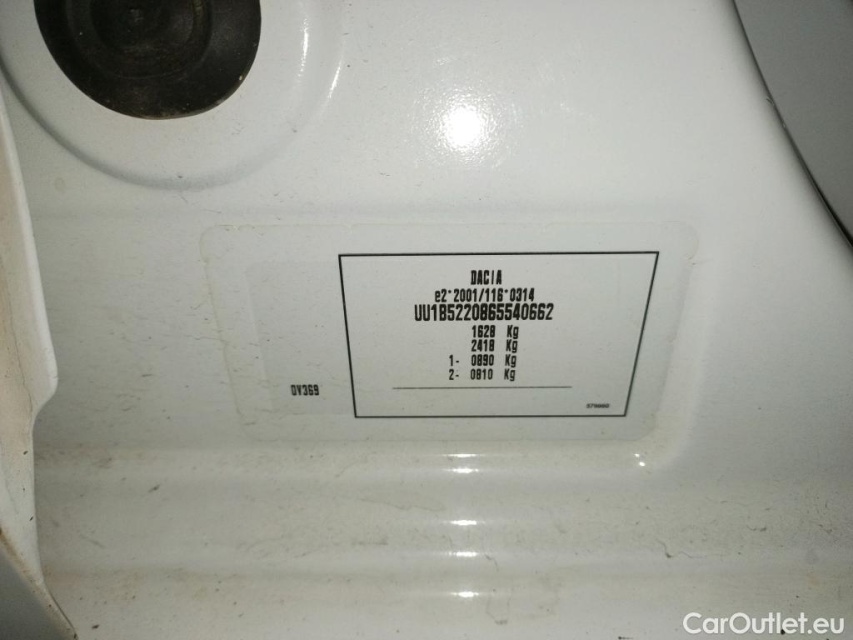 DACIA
e2*2001/116*0314
UU1B5220865540662
1628 Kg
2418 Kg
1- 0890 Kg
2- 0810 Kg
0V369
CarOutlet.eu